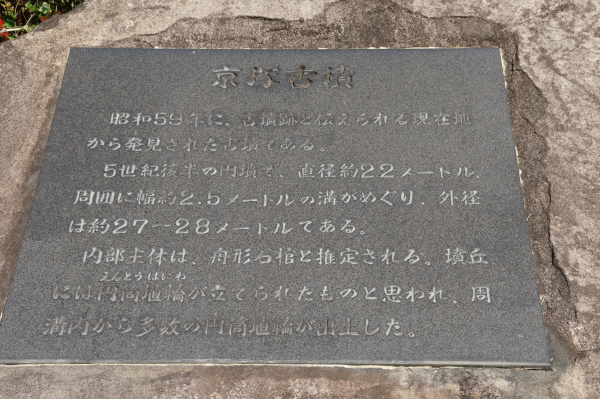 京塚古墳
昭和59年に、古墳跡と伝えられる現在地
から発見された古墳である。
5世紀後半の円墳で、直径約22メートル、
周囲に幅約2.5メートルの溝がめぐり、外径
は約27－28メートルてある。
内部主体は、舟形石棺と推定される。墳丘
えんとうはにわ
には円筒埴輪が立てられたものと思われ、周
溝内から多数の円筒埴輪が出土した。